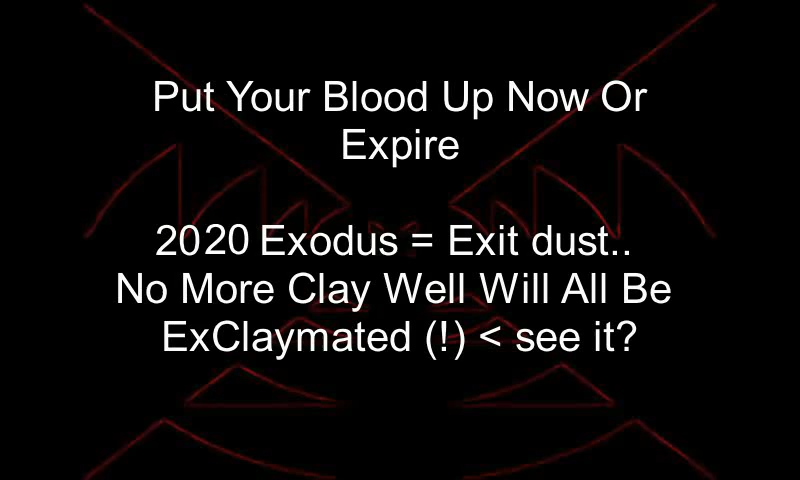 Put Your Blood Up Now Or
Expire
2020 Exodus = Exit dust..
No More Clay Well Will All Be
ExClaymated (!) < see it?